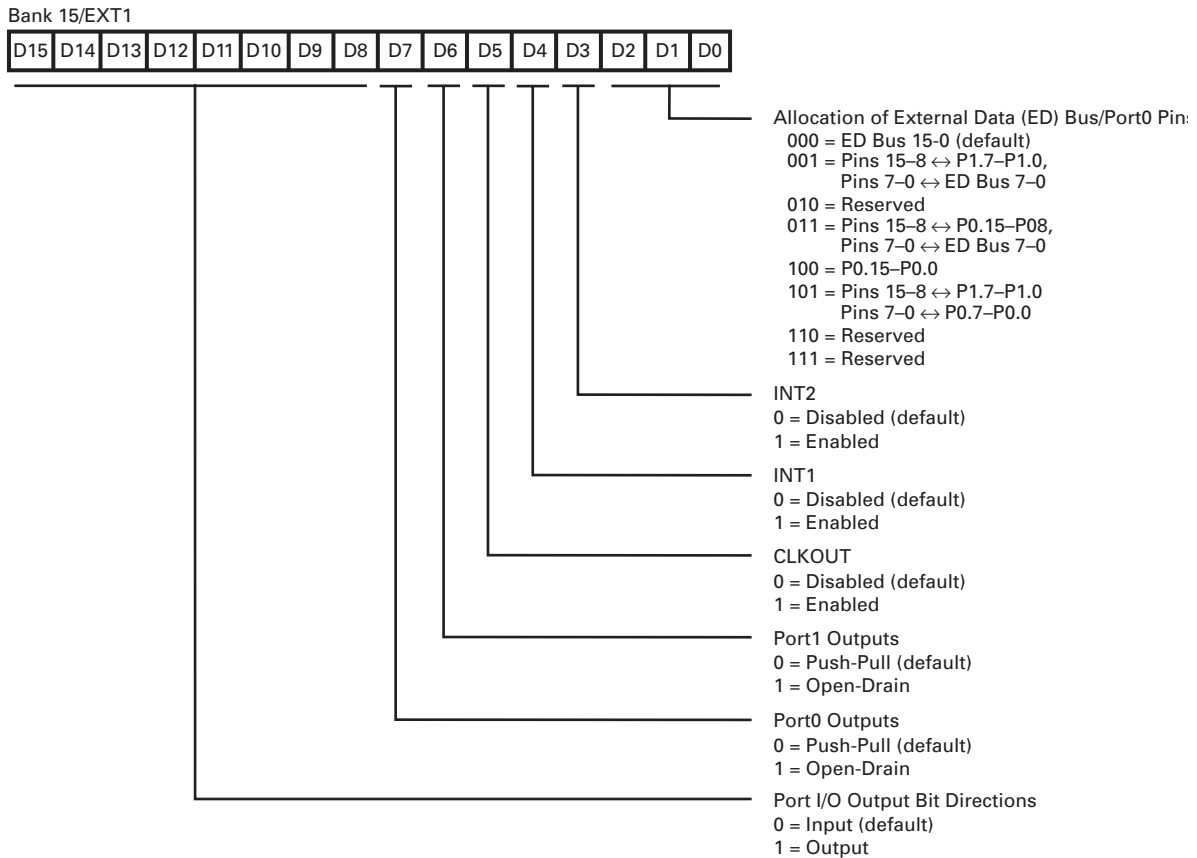 Bank 15/EXT1
D15 D14 D13 D12 D11 D10 D9 D8 D7 D6 D5 D4 D3 D2 D1 D0
Allocation of External Data (ED) Bus/Port0 Pins
000 = ED Bus 15-0 (default)
001 = Pins 15–8 ↔ P1.7–P1.0,
Pins 7–0 ↔ ED Bus 7–0
010 = Reserved
011 = Pins 15–8 ↔ P0.15–P08,
Pins 7–0 ↔ ED Bus 7–0
100 = P0.15–P0.0
101 = Pins 15–8 ↔ P1.7–P1.0
Pins 7–0 ↔ P0.7–P0.0
110 = Reserved
111 = Reserved
INT2
0 = Disabled (default)
1 = Enabled
INT1
0 = Disabled (default)
1 = Enabled
CLKOUT
0 = Disabled (default)
1 = Enabled
Port1 Outputs
0 = Push-Pull (default)
1 = Open-Drain
Port0 Outputs
0 = Push-Pull (default)
1 = Open-Drain
Port I/O Output Bit Directions
0 = Input (default)
1 = Output